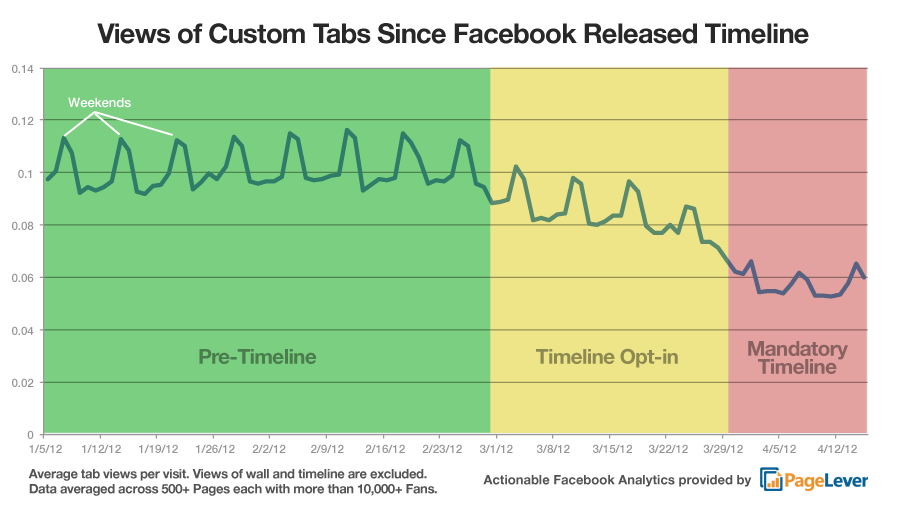 Views of Custom Tabs Since Facebook Released Timeline
0.14
Weekends
0.12
0.1
0.08
0.06
0.04
Pre-Timeline
Timeline Opt-in
Mandatory
Timeline
0.02
0
1/5/12 1/12/12 1/19/12 1/26/12 2/2/12 2/9/12 2/16/12 2/23/12 3/1/12 3/8/12 3/15/12 3/22/12 3/29/12 4/5/12 4/12/12
Average tab views per visit. Views of wall and timeline are excluded.
Data averaged across 500+ Pages each with more than 10,000+ Fans.
Actionable Facebook Analytics provided by PageLever